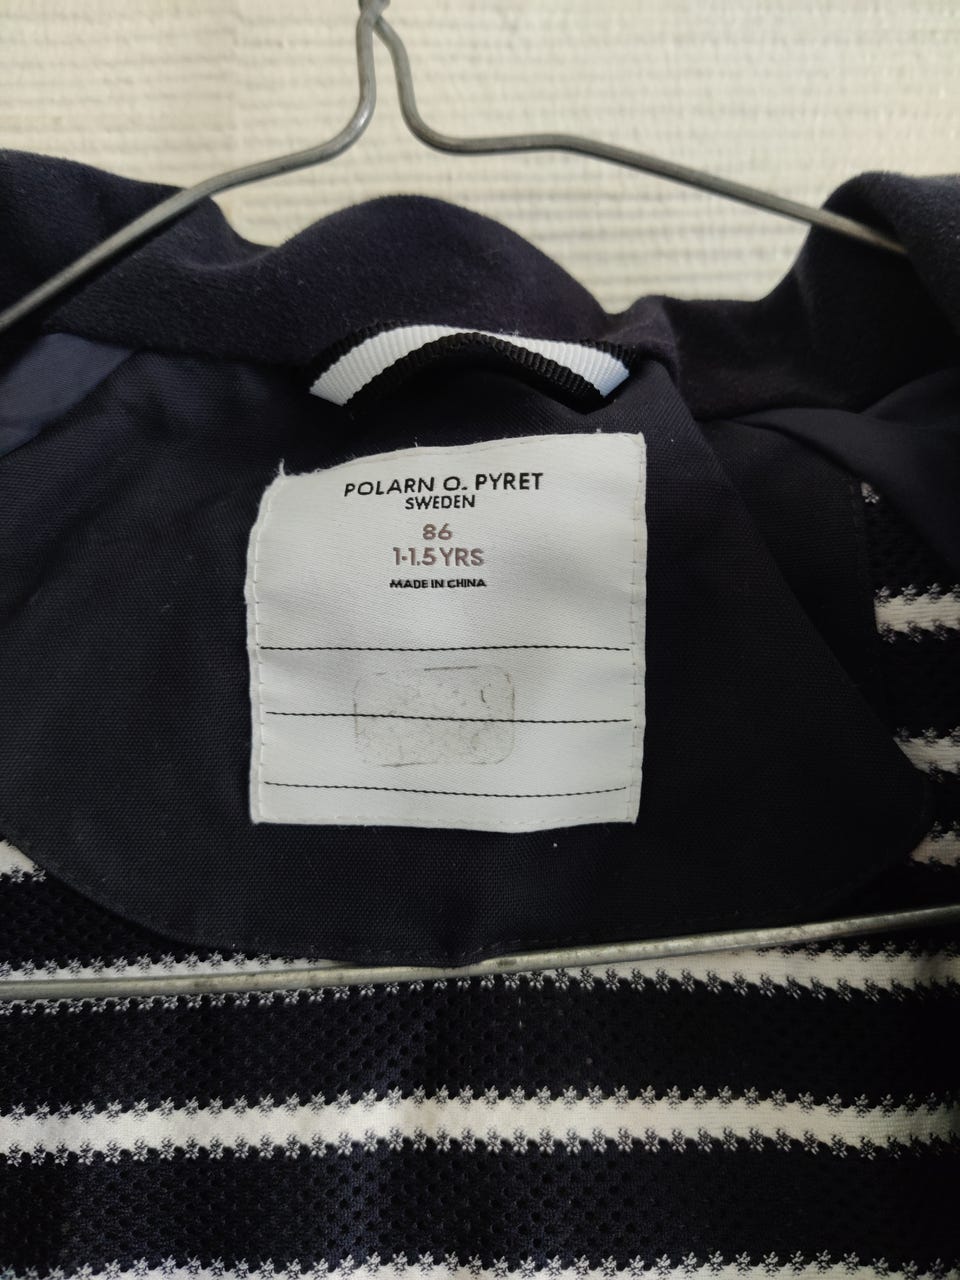 POLARN O. PYRET
SWEDEN
86
1-1.5 YRS
MADE IN CHINA